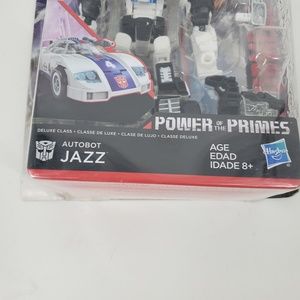 4
POWER OF THE PRIMES
DELUXE CLASS • CLASSE DE LUXE • CLASE DE LUJO • CLASSE DELUXE
AUTOBOT
JAZZ
AGE
EDAD
IDADE 8+
Hasbro